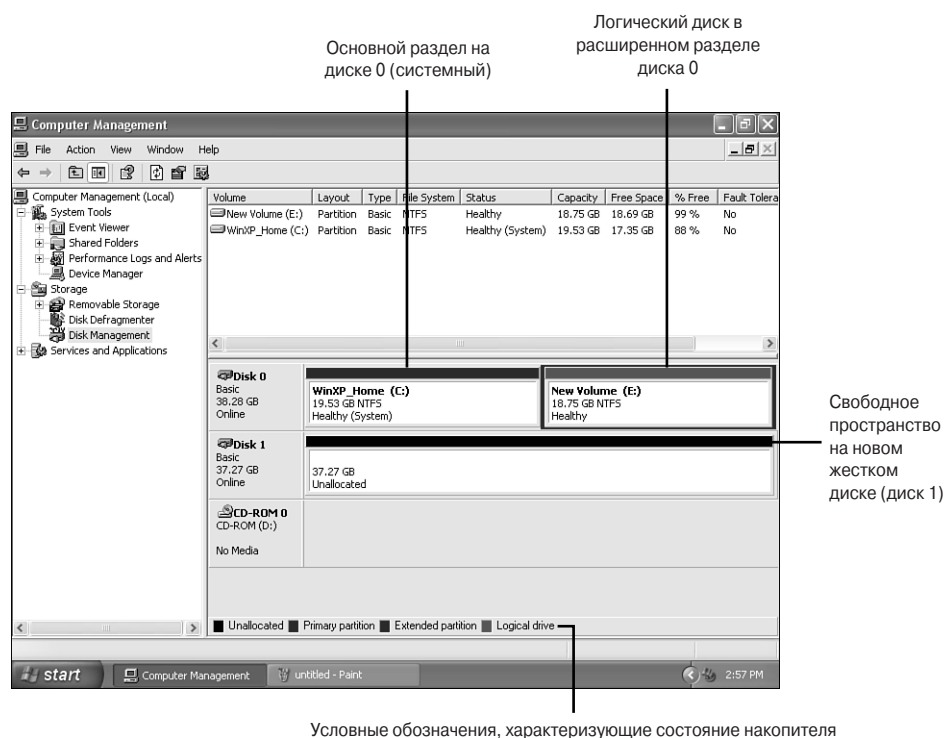 Основной раздел на
диске 0 (системный)
Логический диск в
расширенном разделе
диска 0
Computer Management
File Action View Window Help
Computer Management (Local)
System Tools
Event Viewer
Shared Folders
Performance Logs and Alerts
Device Manager
Storage
Removable Storage
Disk Defragmenter
Disk Management
Services and Applications
Volume Layout Type File System Status Capacity Free Space % Free Fault Tolera
New Volume (E:) Partition Basic NTFS Healthy 18.75 GB 18.69 GB 99 % No
WinXP_Home (C:) Partition Basic NTFS Healthy (System) 19.53 GB 17.35 GB 88 % No
Disk 0
Basic
38.28 GB
Online
WinXP_Home (C:)
19.53 GB NTFS
Healthy (System)
New Volume (E:)
18.75 GB NTFS
Healthy
Disk 1
Basic
37.27 GB
Online
37.27 GB
Unallocated
CD-ROM 0
CD-ROM (D:)
No Media
Свободное
пространство
на новом
жестком
диске (диск 1)
Unallocated Primary partition Extended partition Logical drive
start Computer Management untitled - Paint 2:57 PM
Условные обозначения, характеризующие состояние накопителя